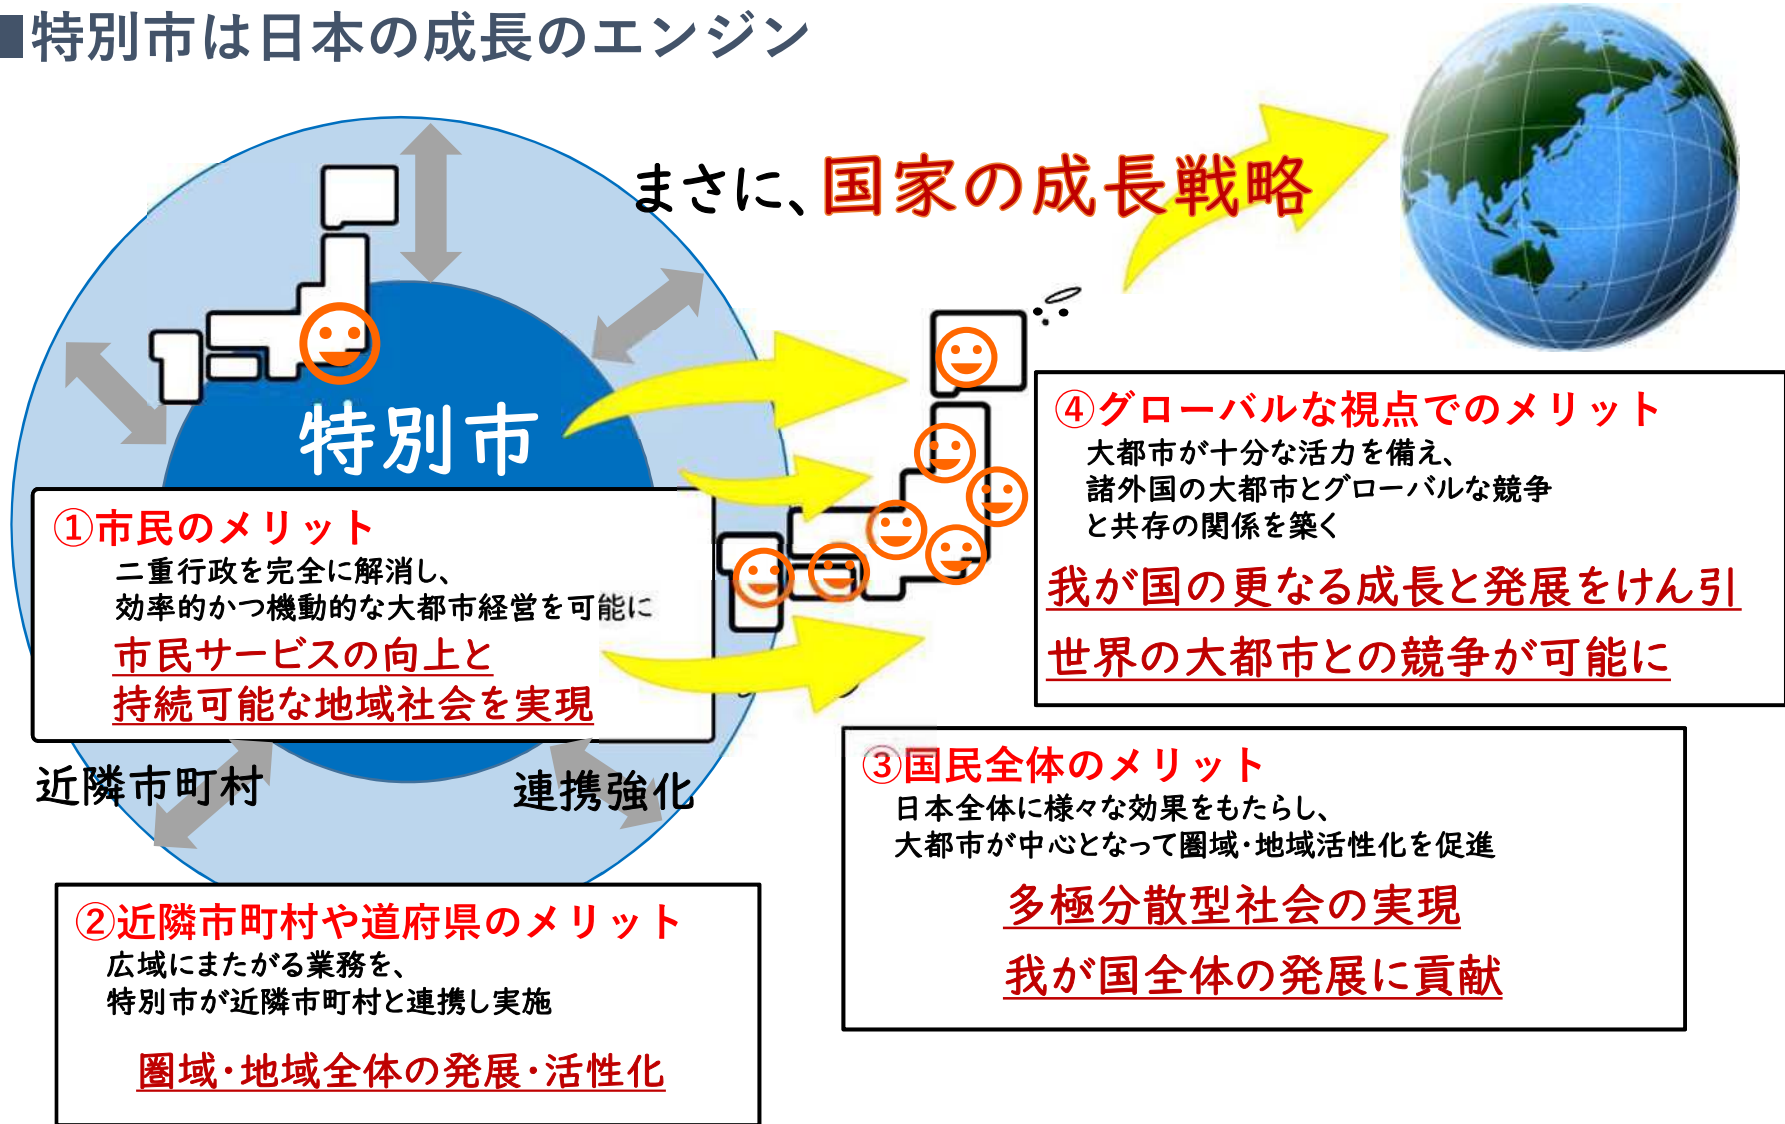 ■特別市は日本の成長のエンジン
まさに、国家の成長戦略
特別市
①市民のメリット
二重行政を完全に解消し、
効率的かつ機動的な大都市経営を可能に
市民サービスの向上と
持続可能な地域社会を実現
近隣市町村
連携強化
②近隣市町村や道府県のメリット
広域にまたがる業務を、
特別市が近隣市町村と連携し実施
圏域・地域全体の発展・活性化
③国民全体のメリット
日本全体に様々な効果をもたらし、
大都市が中心となって圏域・地域活性化を促進
多極分散型社会の実現
我が国全体の発展に貢献
④グローバルな視点でのメリット
大都市が十分な活力を備え、
諸外国の大都市とグローバルな競争
と共存の関係を築く
我が国の更なる成長と発展をけん引
世界の大都市との競争が可能に